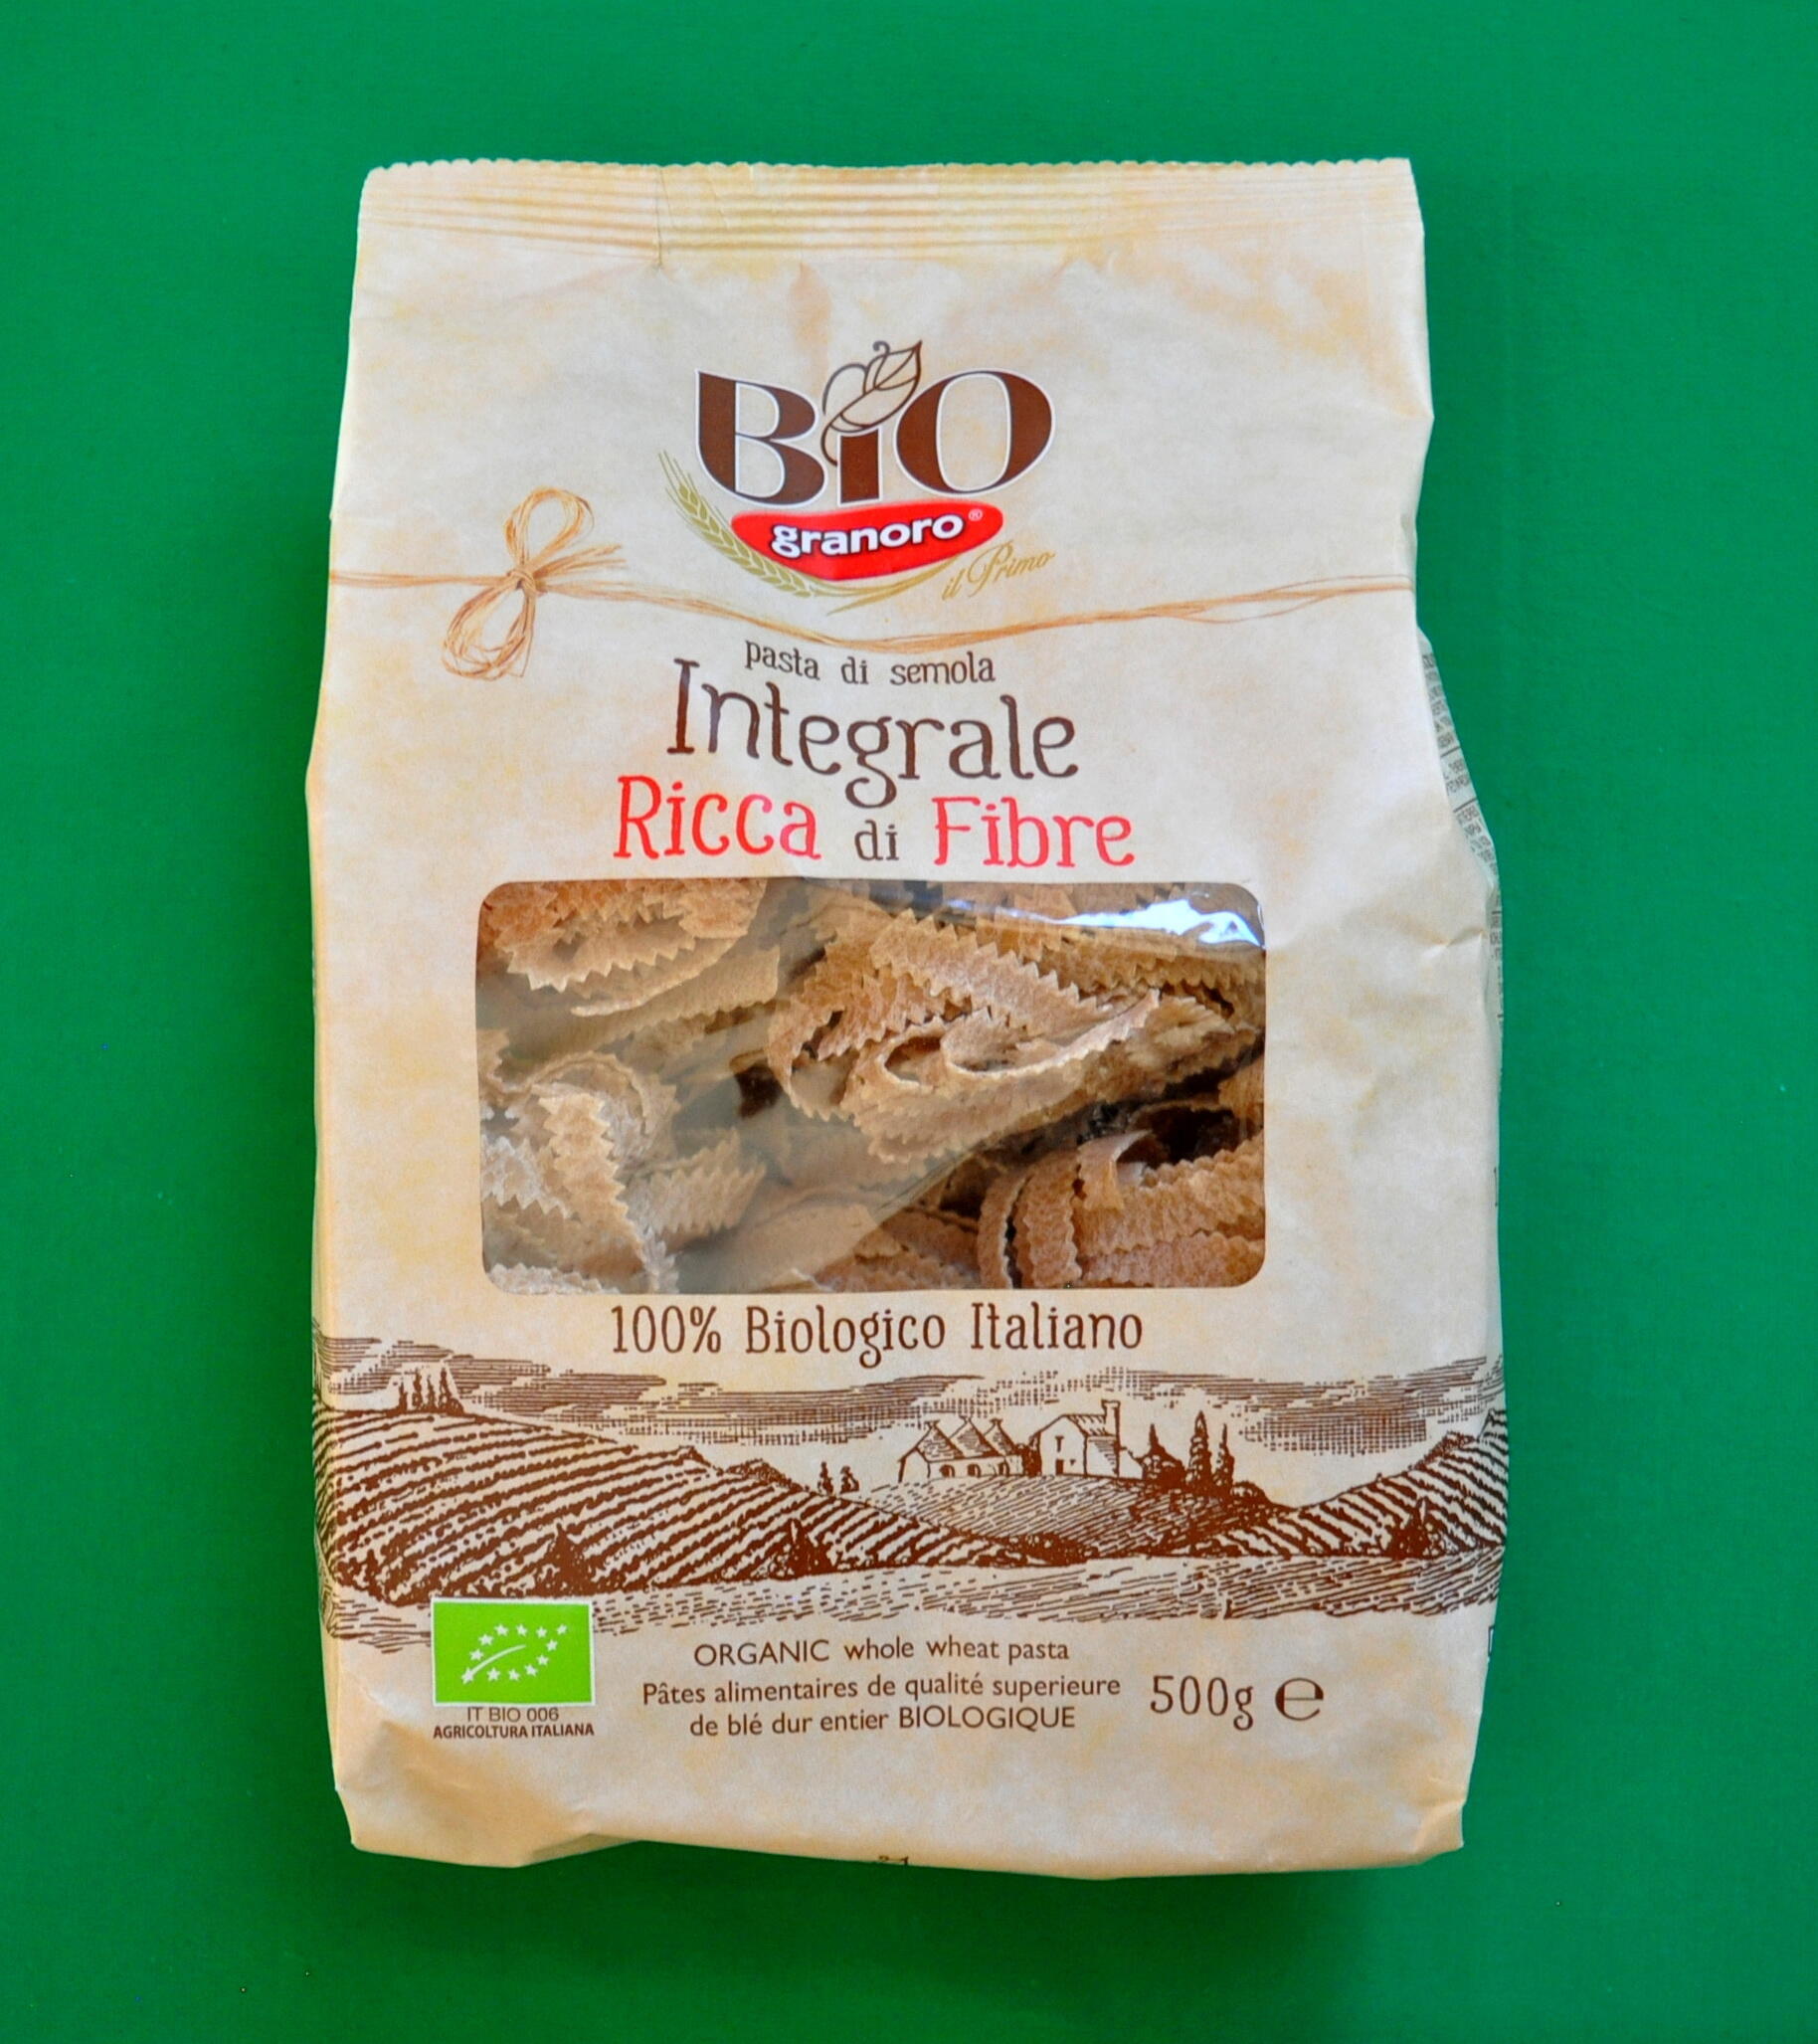 BiO
granoro®
il Primo
pasta di semola
Integrale
Ricca di Fibre
100% Biologico Italiano
ORGANIC whole wheat pasta
Pâtes alimentaires de qualité superieure
de blé dur entier BIOLOGIQUE
500g ℮
IT BIO 006
AGRICOLTURA ITALIANA